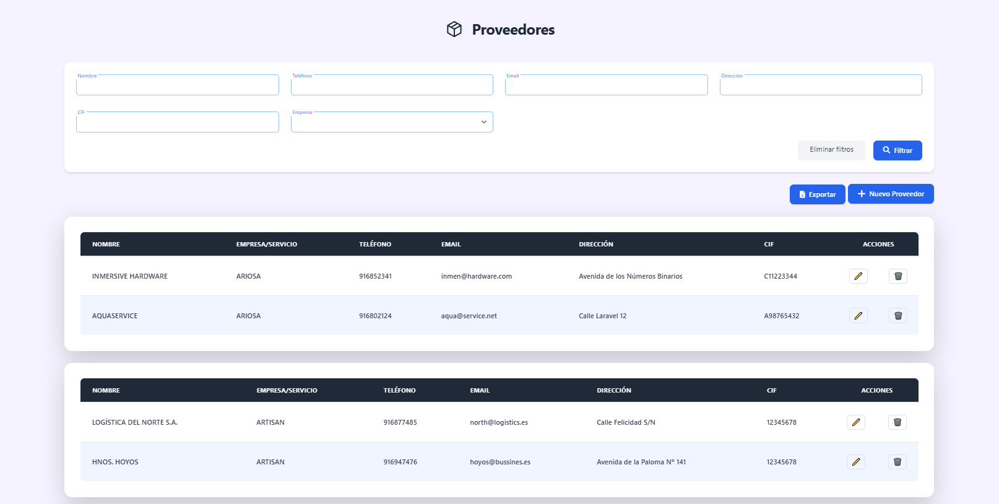 Proveedores
Nombre Teléfono Email Dirección
CIF Empresa
Eliminar filtros Filtrar
Exportar Nuevo Proveedor
NOMBRE EMPRESA/SERVICIO TELÉFONO EMAIL DIRECCIÓN CIF ACCIONES
INMERSIVE HARDWARE ARIOSA 916852341 inmen@hardware.com Avenida de los Números Binarios C11223344
AQUASERVICE ARIOSA 916802124 aqua@service.net Calle Laravel 12 A98765432
NOMBRE EMPRESA/SERVICIO TELÉFONO EMAIL DIRECCIÓN CIF ACCIONES
LOGÍSTICA DEL NORTE S.A. ARTISAN 916877485 north@logistics.es Calle Felicidad S/N 12345678
HNOS. HOYOS ARTISAN 916947476 hoyos@bussines.es Avenida de la Paloma Nº 141 12345678